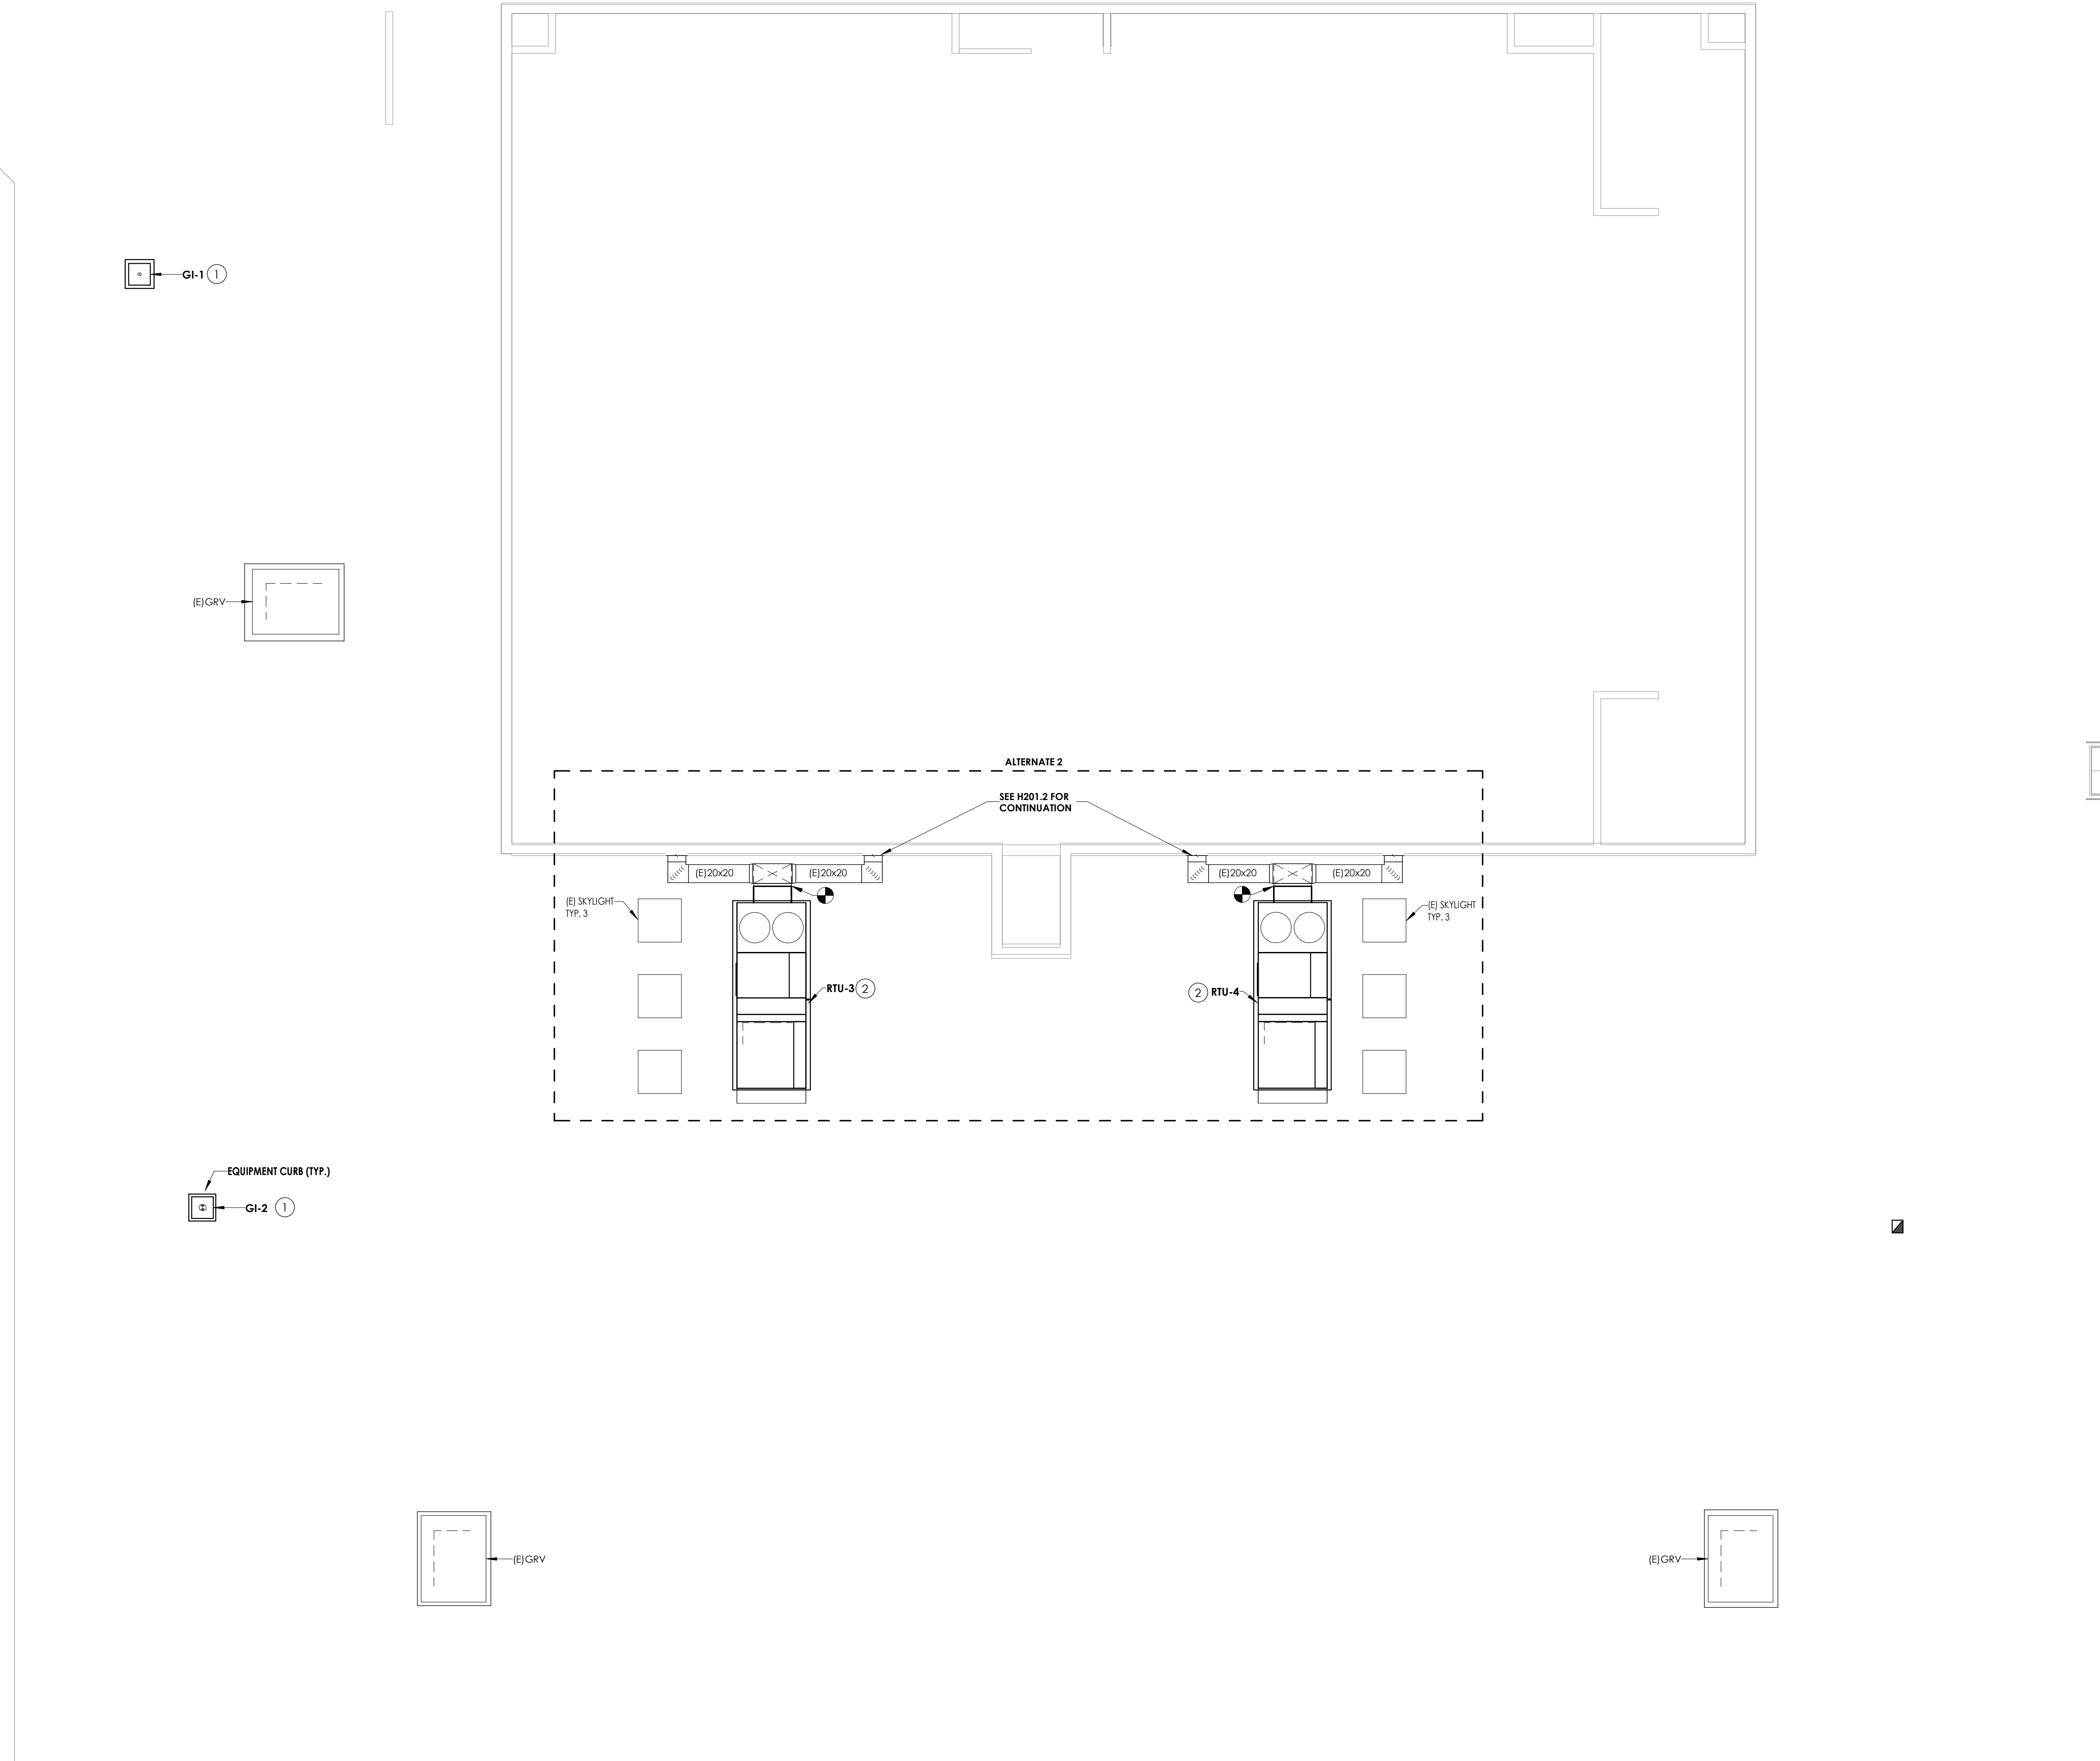 GI-1 1
(E)GRV
ALTERNATE 2
SEE H201.2 FOR
CONTINUATION
(E)20x20
(E)20x20
(E)20x20
(E)20x20
(E) SKYLIGHT
TYP. 3
(E) SKYLIGHT
TYP. 3
RTU-3 2
2 RTU-4
EQUIPMENT CURB (TYP.)
GI-2 1
(E)GRV
(E)GRV